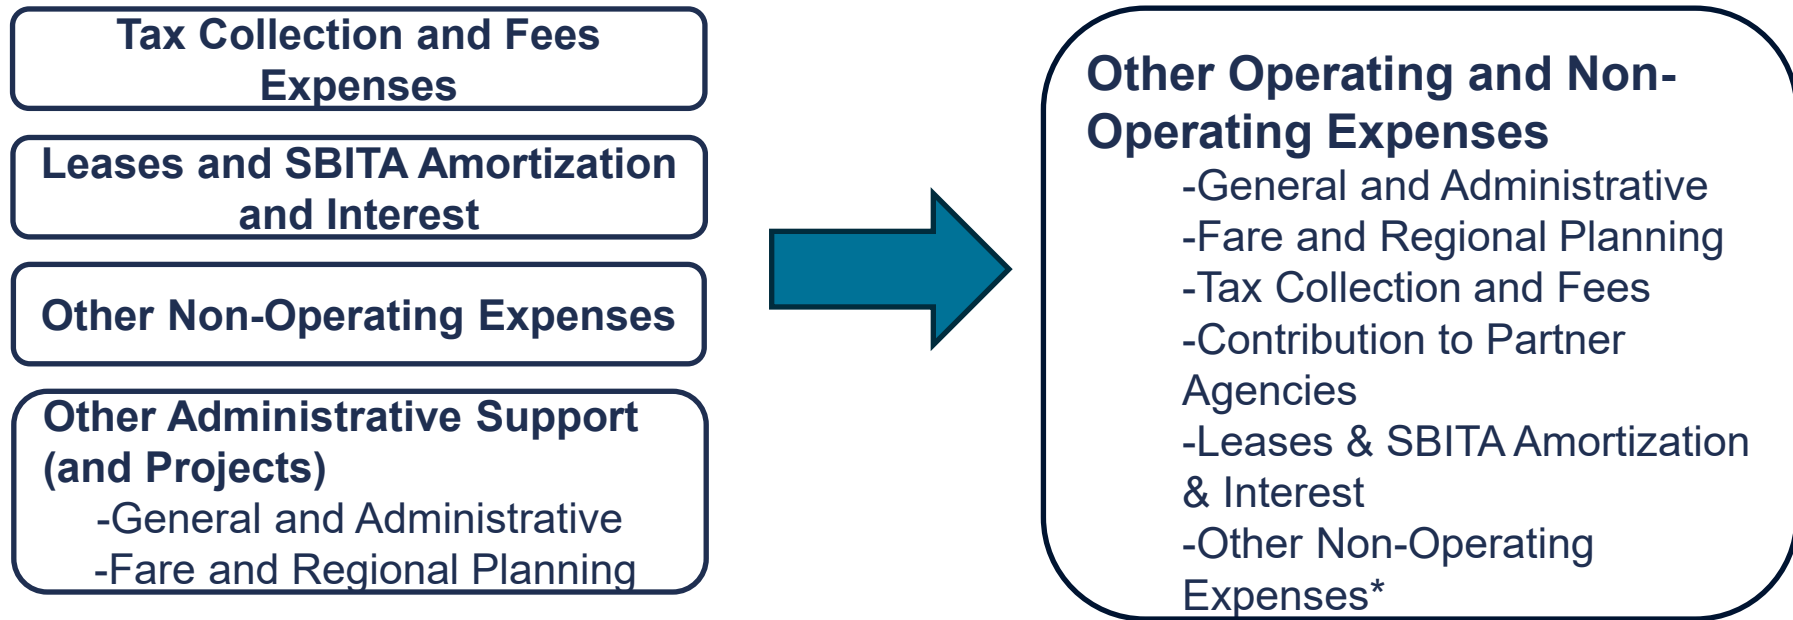 Tax Collection and Fees
Expenses
Leases and SBITA Amortization
and Interest
Other Non-Operating Expenses
Other Administrative Support
(and Projects)
-General and Administrative
-Fare and Regional Planning
Other Operating and Non-
Operating Expenses
-General and Administrative
-Fare and Regional Planning
-Tax Collection and Fees
-Contribution to Partner
Agencies
-Leases & SBITA Amortization
& Interest
-Other Non-Operating
Expenses*